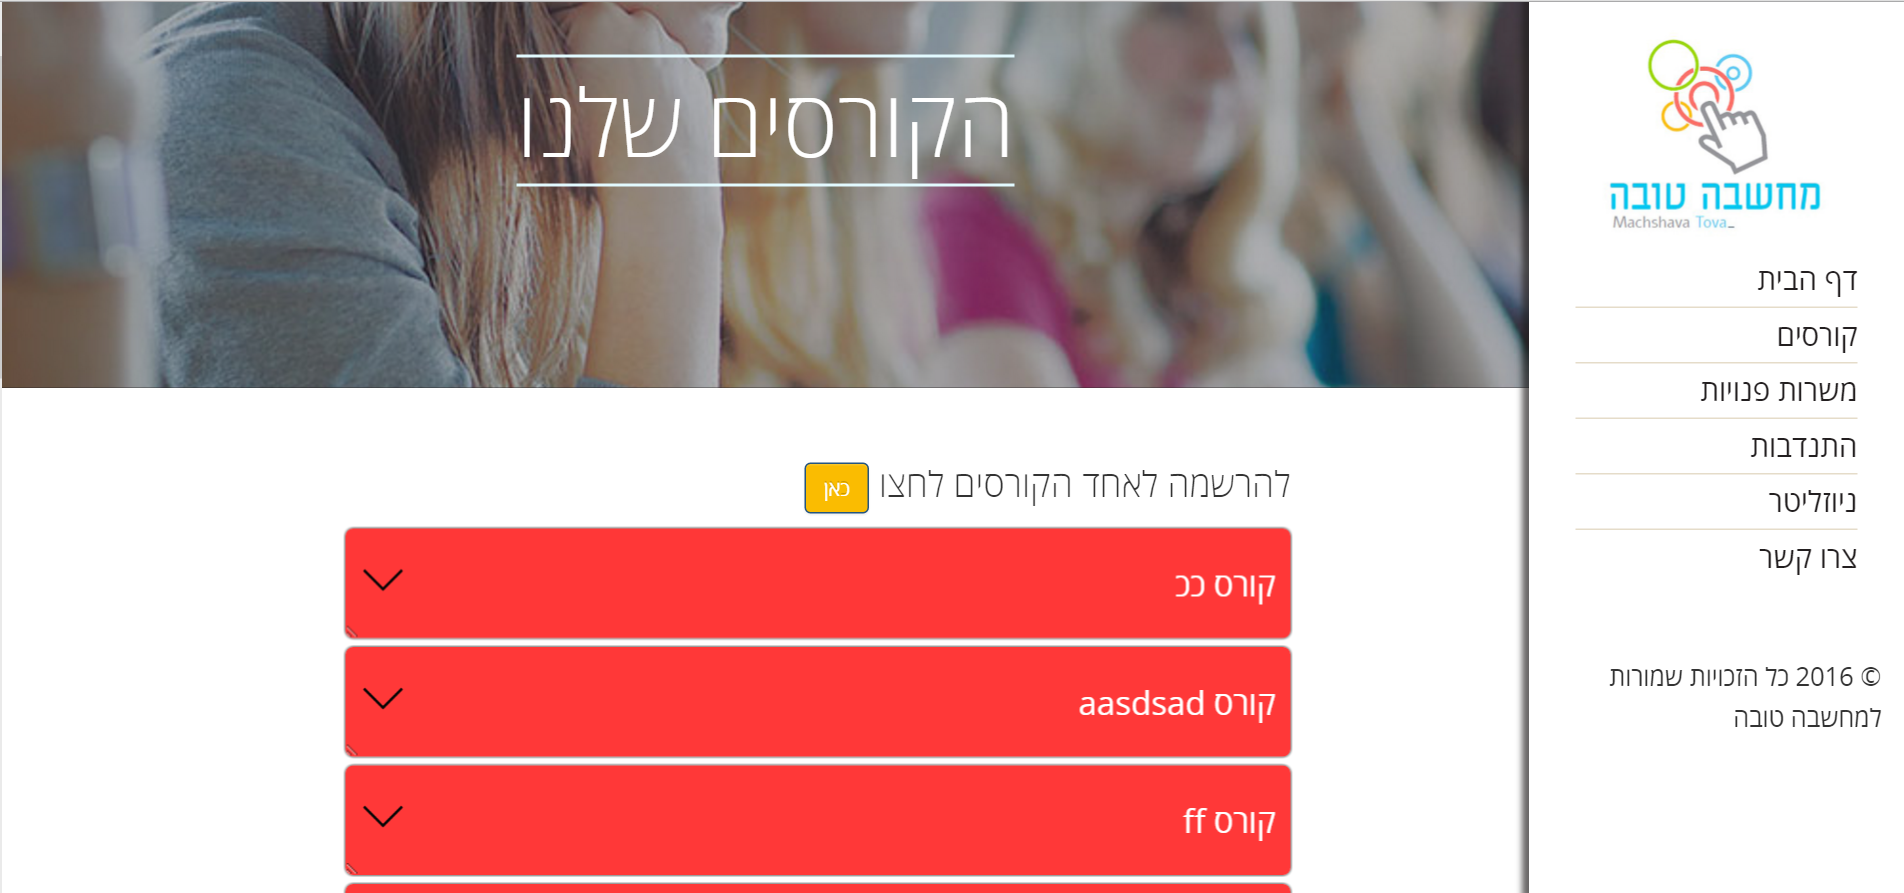 מחשבה טובה
Machshava Tova_
דף הבית
קורסים
משרות פנויות
התנדבות
ניוזליטר
צרו קשר
© 2016 כל הזכויות שמורות
למחשבה טובה
הקורסים שלנו
להרשמה לאחד הקורסים לחצו כאן
קורס ככ
קורס aasdsad
קורס ff